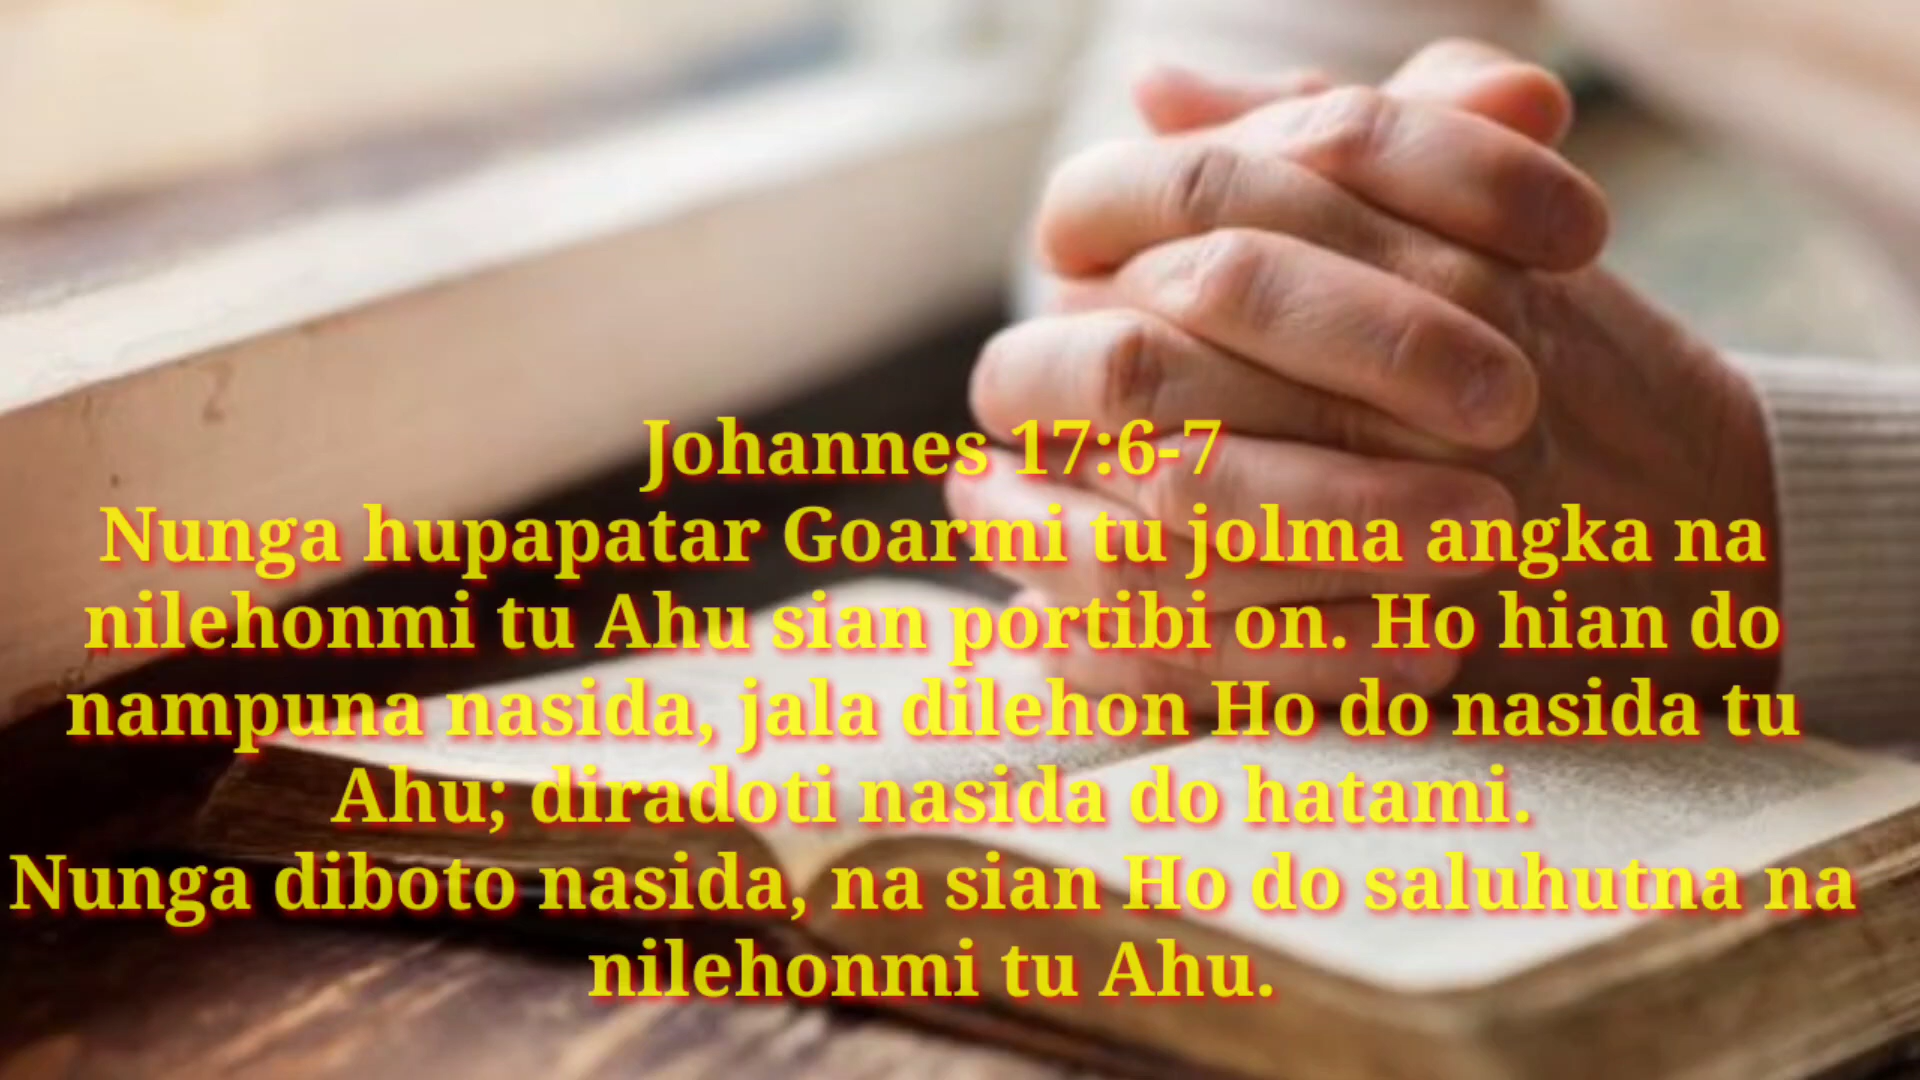 Johannes 17:6-7
Nunga hupapatar Goarmi tu jolma angka na
nilehonmi tu Ahu sian portibi on. Ho hian do
nampuna nasida, jala dilehon Ho do nasida tu
Ahu; diradoti nasida do hatami.
Nunga diboto nasida, na sian Ho do saluhutna na
nilehonmi tu Ahu.